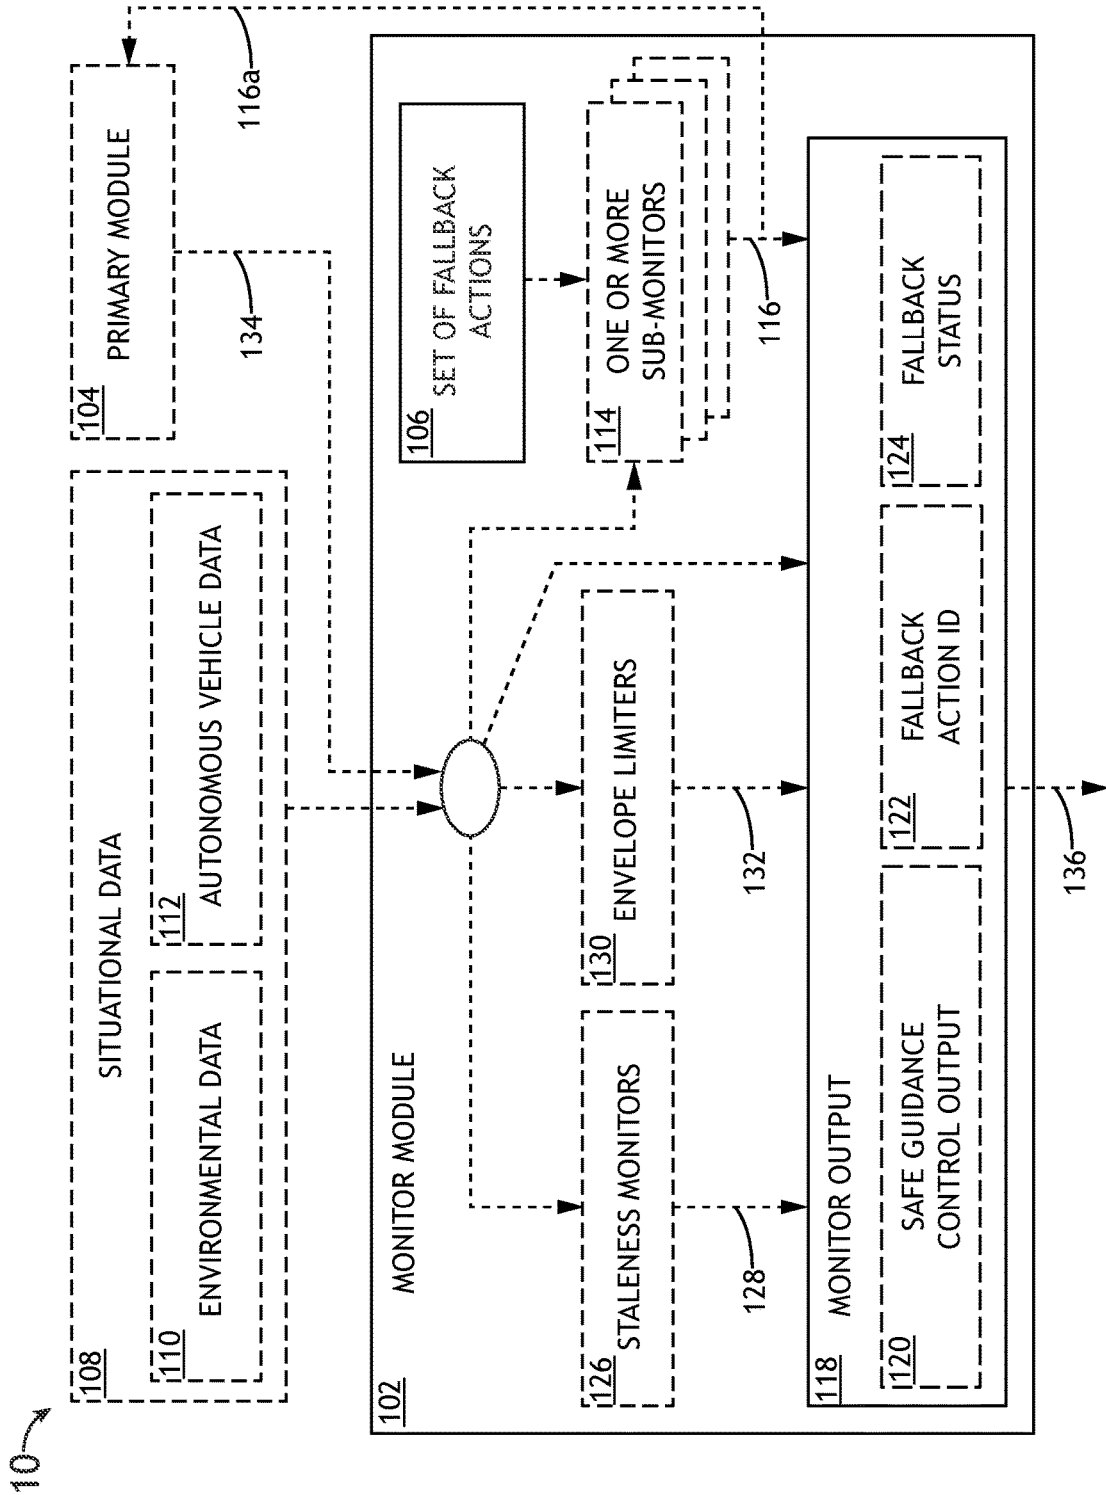 10
108
SITUATIONAL DATA
110
ENVIRONMENTAL DATA
112
AUTONOMOUS VEHICLE DATA
104
PRIMARY MODULE
134
116a
102
MONITOR MODULE
106
SET OF FALLBACK
ACTIONS
126
STALENESS MONITORS
130
ENVELOPE LIMITERS
114
ONE OR MORE
SUB-MONITORS
128
132
116
118
MONITOR OUTPUT
120
SAFE GUIDANCE
CONTROL OUTPUT
122
FALLBACK
ACTION ID
124
FALLBACK
STATUS
136